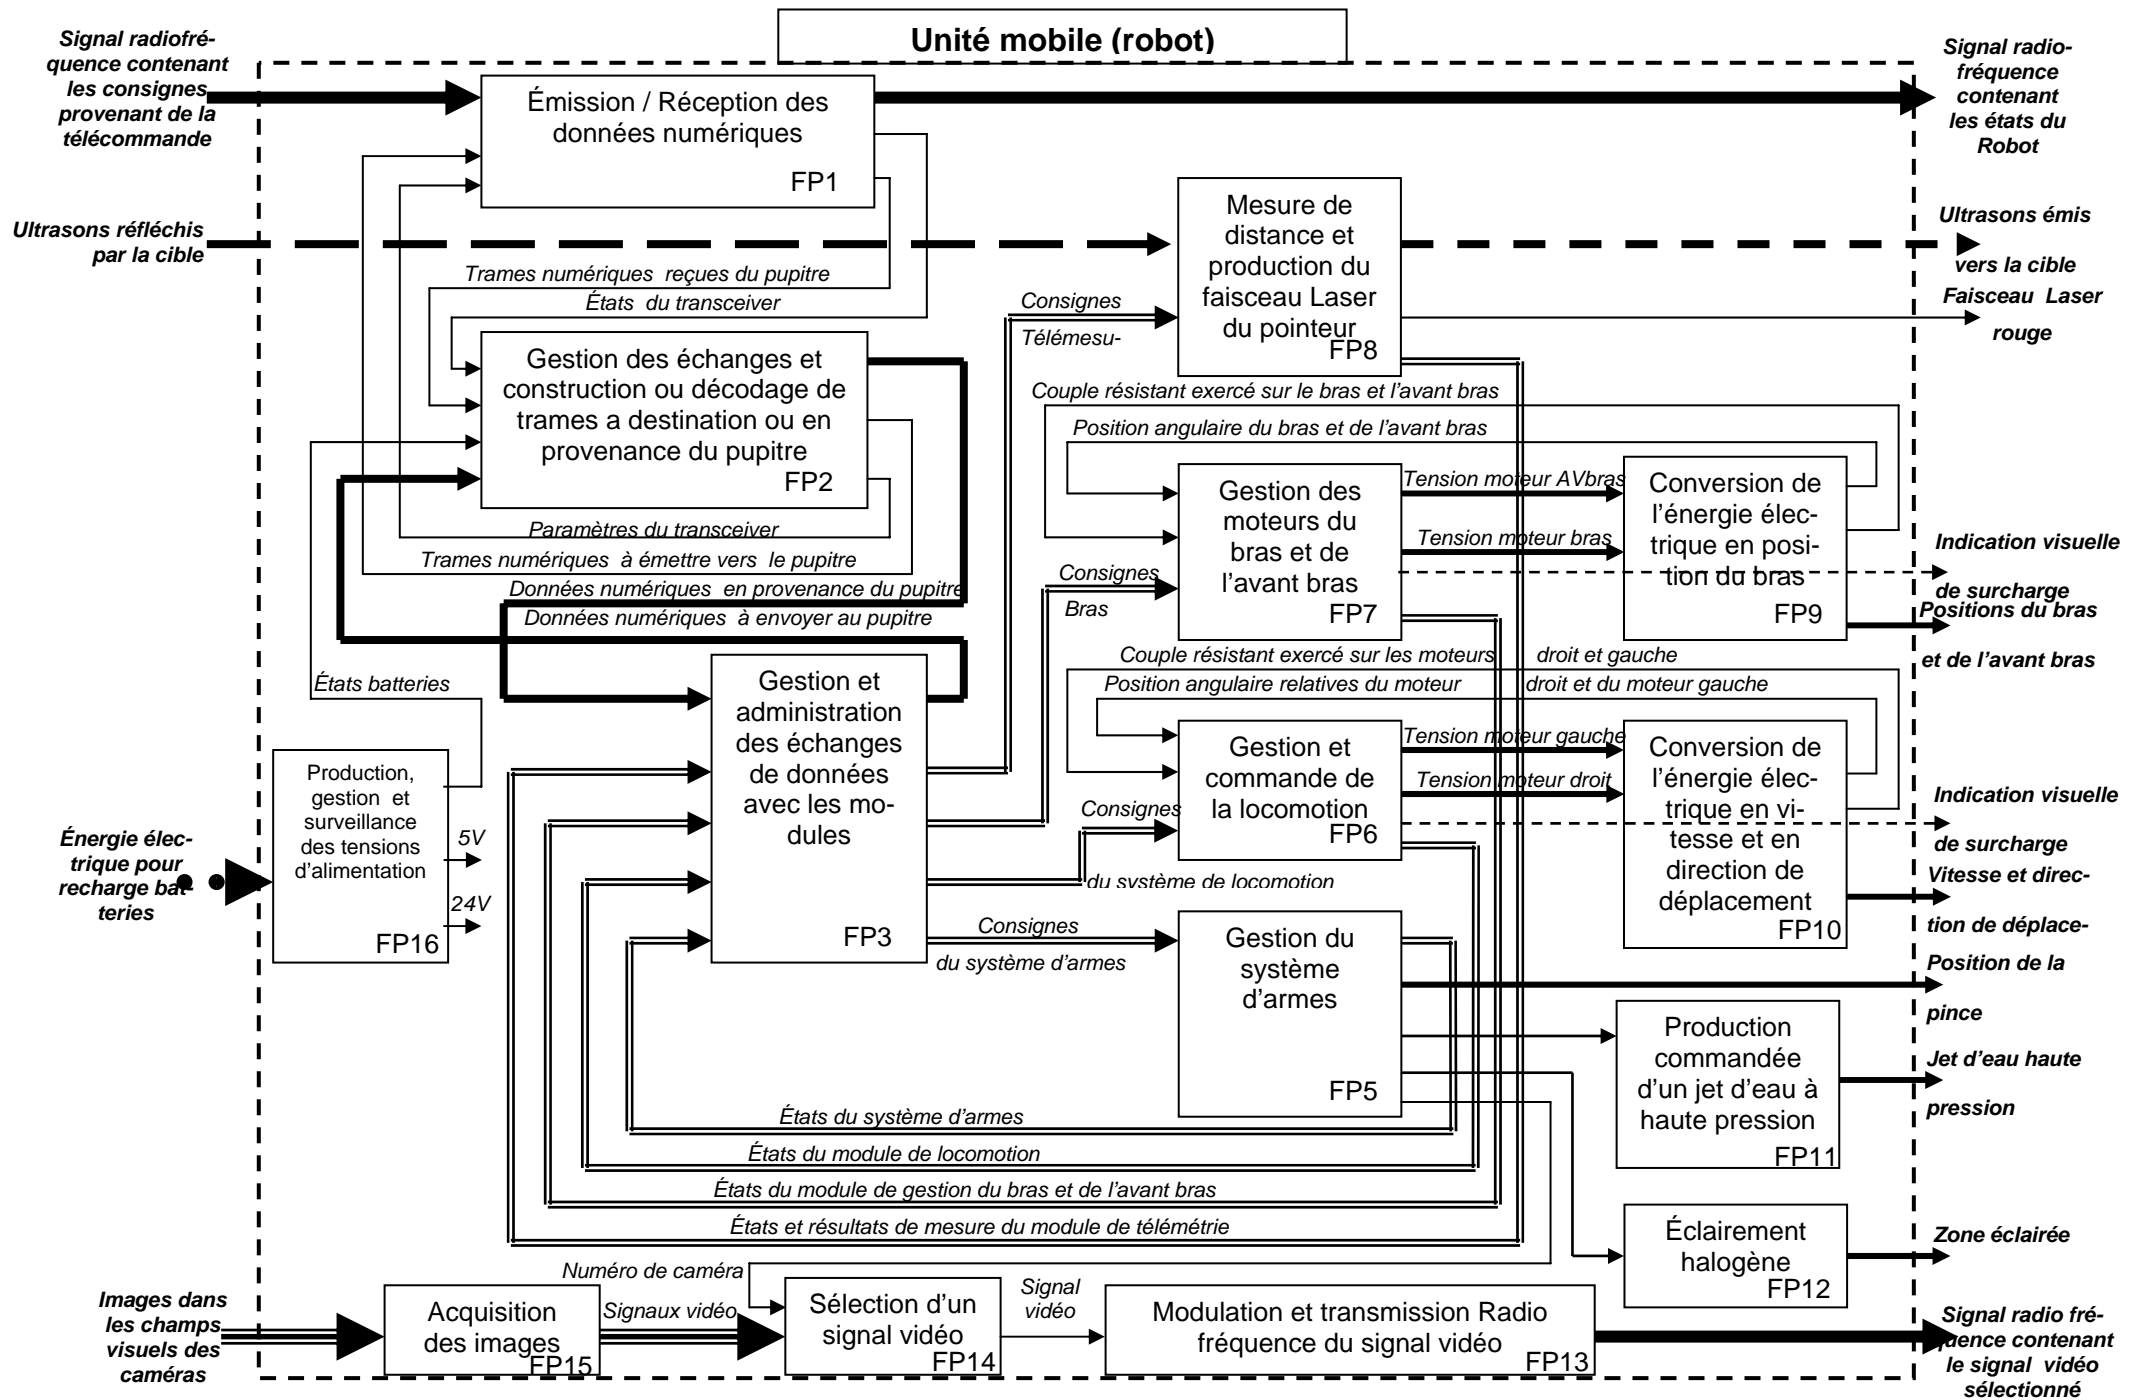 Unité mobile (robot)
Signal radiofré-
quence contenant
les consignes
provenant de la
télécommande
Émission / Réception des
données numériques
FP1
Signal radio-
fréquence
contenant
les états du
Robot
Ultrasons réfléchis
par la cible
Mesure de
distance et
production du
faisceau Laser
du pointeur
FP8
Ultrasons émis
vers la cible
Faisceau Laser
rouge
Trames numériques reçues du pupitre
États du transceiver
Consignes
Télémesu-
Gestion des échanges et
construction ou décodage de
trames a destination ou en
provenance du pupitre
FP2
Couple résistant exercé sur le bras et l'avant bras
Position angulaire du bras et de l'avant bras
Gestion des
moteurs du
bras et de
l'avant bras
FP7
Tension moteur AVbras
Tension moteur bras
Conversion de
l'énergie élec-
trique en posi-
tion du bras
FP9
Indication visuelle
de surcharge
Positions du bras
et de l'avant bras
Paramètres du transceiver
Trames numériques à émettre vers le pupitre
Données numériques en provenance du pupitre
Données numériques à envoyer au pupitre
Consignes
Bras
États batteries
Couple résistant exercé sur les moteurs droit et gauche
Position angulaire relatives du moteur droit et du moteur gauche
Gestion et
administration
des échanges
de données
avec les mo-
dules
FP3
Gestion et
commande de
la locomotion
FP6
Tension moteur gauche
Tension moteur droit
Conversion de
l'énergie élec-
trique en vi-
tesse et en
direction de
déplacement
FP10
Indication visuelle
de surcharge
Vitesse et direc-
tion de déplace-
Énergie élec-
trique pour
recharge bat-
teries
Production,
gestion et
surveillance
des tensions
d'alimentation
FP16
5V
24V
Consignes
du système de locomotion
Consignes
du système d'armes
Gestion du
système
d'armes
FP5
Position de la
pince
Production
commandée
d'un jet d'eau à
haute pression
FP11
Jet d'eau haute
pression
États du système d'armes
États du module de locomotion
États du module de gestion du bras et de l'avant bras
États et résultats de mesure du module de télémétrie
Éclairement
halogène
FP12
Zone éclairée
Numéro de caméra
Images dans
les champs
visuels des
caméras
Acquisition
des images
FP15
Signaux vidéo
Sélection d'un
signal vidéo
FP14
Signal
vidéo
Modulation et transmission Radio
fréquence du signal vidéo
FP13
Signal radio fré-
quence contenant
le signal vidéo
sélectionné